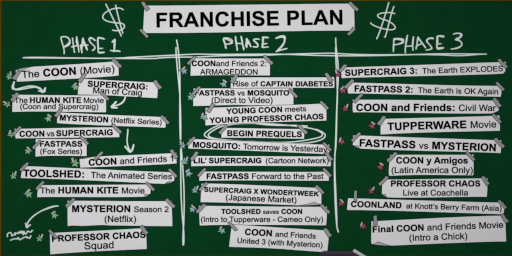 FRANCHISE PLAN
PHASE 1
The COON (Movie)
SUPERCRAIG:
Man of Craig
The HUMAN KITE Movie
(Coon and Supercraig)
MYSTERION (Netflix Series)
COON vs SUPERCRAIG
FASTPASS
(Fox Series)
COON and Friends 1
TOOLSHED: The Animated Series
The HUMAN KITE Movie
MYSTERION Season 2
(Netflix)
PROFESSOR CHAOS
Squad
PHASE 2
COONand Friends 2:
ARMAGEDDON
Rise of CAPTAIN DIABETES
FASTPASS vs MOSQUITO
(Direct to Video)
YOUNG COON meets
YOUNG PROFESSOR CHAOS
BEGIN PREQUELS
MOSQUITO: Tomorrow is Yesterday
LIL' SUPERCRAIG (Cartoon Network)
FASTPASS Forward to the Past
SUPERCRAIG X WONDERTWEEK
(Japanese Market)
TOOLSHED saves COON
(Intro to Tupperware - Cameo Only)
COON and Friends
United 3 (with Mysterion)
PHASE 3
SUPERCRAIG 3: The Earth EXPLODES
FASTPASS 2: The Earth is OK Again
COON and Friends: Civil War
TUPPERWARE Movie
FASTPASS vs MYSTERION
COON y Amigos
(Latin America Only)
PROFESSOR CHAOS
Live at Coachella
COONLAND at Knott's Berry Farm (Asia)
Final COON and Friends Movie
(Intro a Chick)